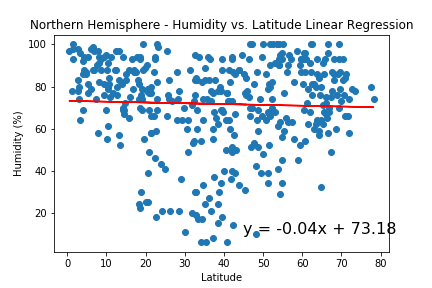 Northern Hemisphere - Humidity vs. Latitude Linear Regression
100
80
60
40
20
Humidity (%)
y = -0.04x + 73.18
0 10 20 30 40 50 60 70 80
Latitude